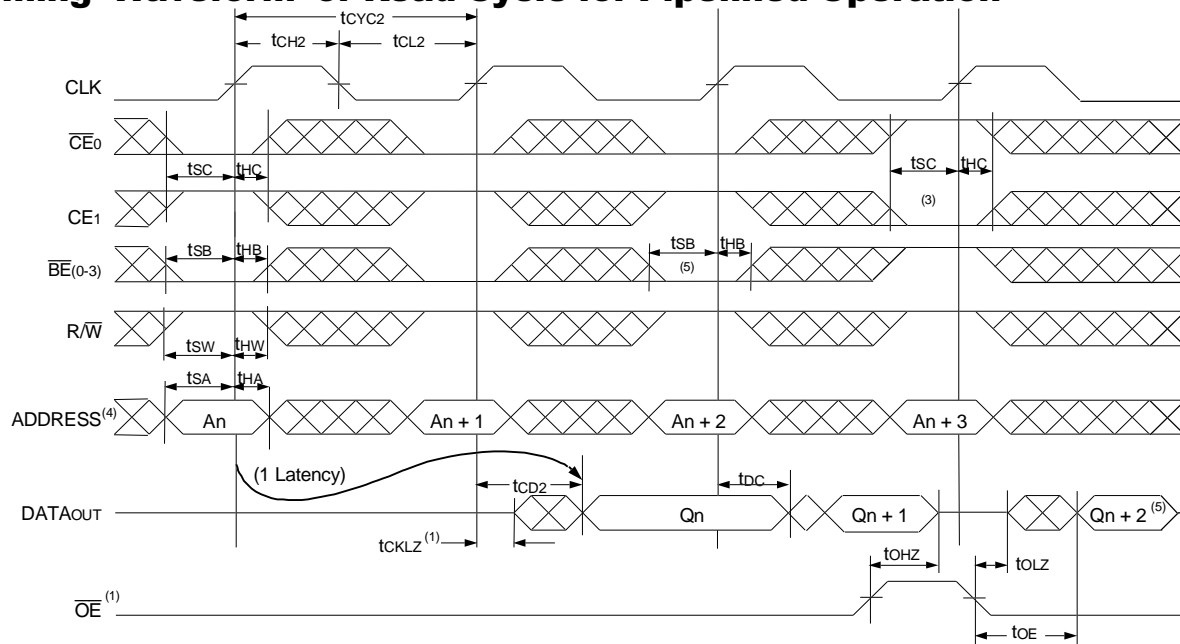 Waveform of Read Cycle for Pipelined Operation
tCYC2
tCH2 tCL2
CLK
CE0
tSC tHC tSC tHC
CE1 (3)
tSB tHB tSB tHB
BE(0-3) (5)
R/W
tSW tHW
tSA tHA
ADDRESS(4) An An + 1 An + 2 An + 3
(1 Latency) tCD2 tDC
DATAOUT Qn Qn + 1 Qn + 2 (5)
tCKLZ (1)
tOHZ tOLZ
OE (1)
tOE